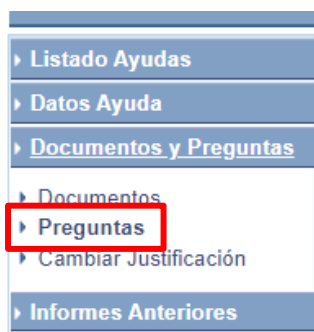 Listado Ayudas
Datos Ayuda
Documentos y Preguntas
Documentos
Preguntas
Cambiar Justificación
Informes Anteriores